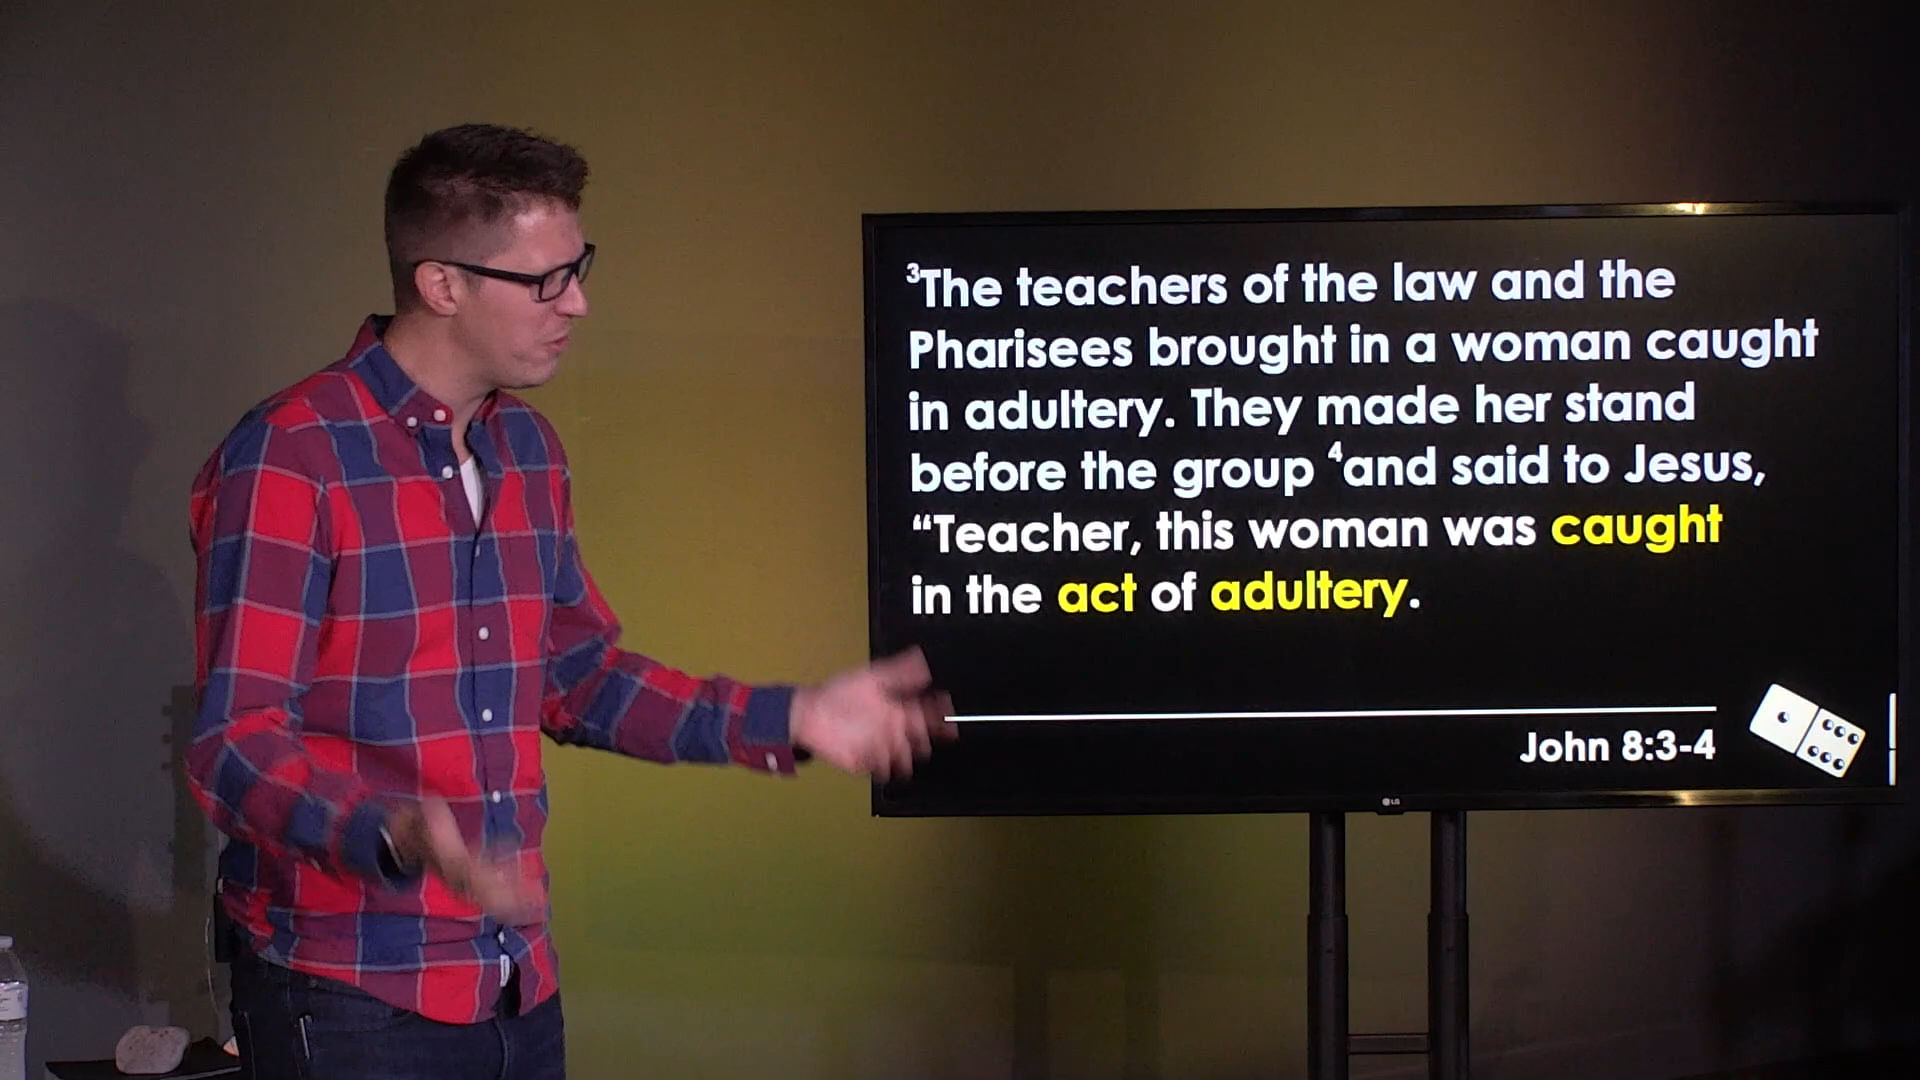 ³The teachers of the law and the
Pharisees brought in a woman caught
in adultery. They made her stand
before the group ⁴and said to Jesus,
“Teacher, this woman was caught
in the act of adultery.
John 8:3-4
LG